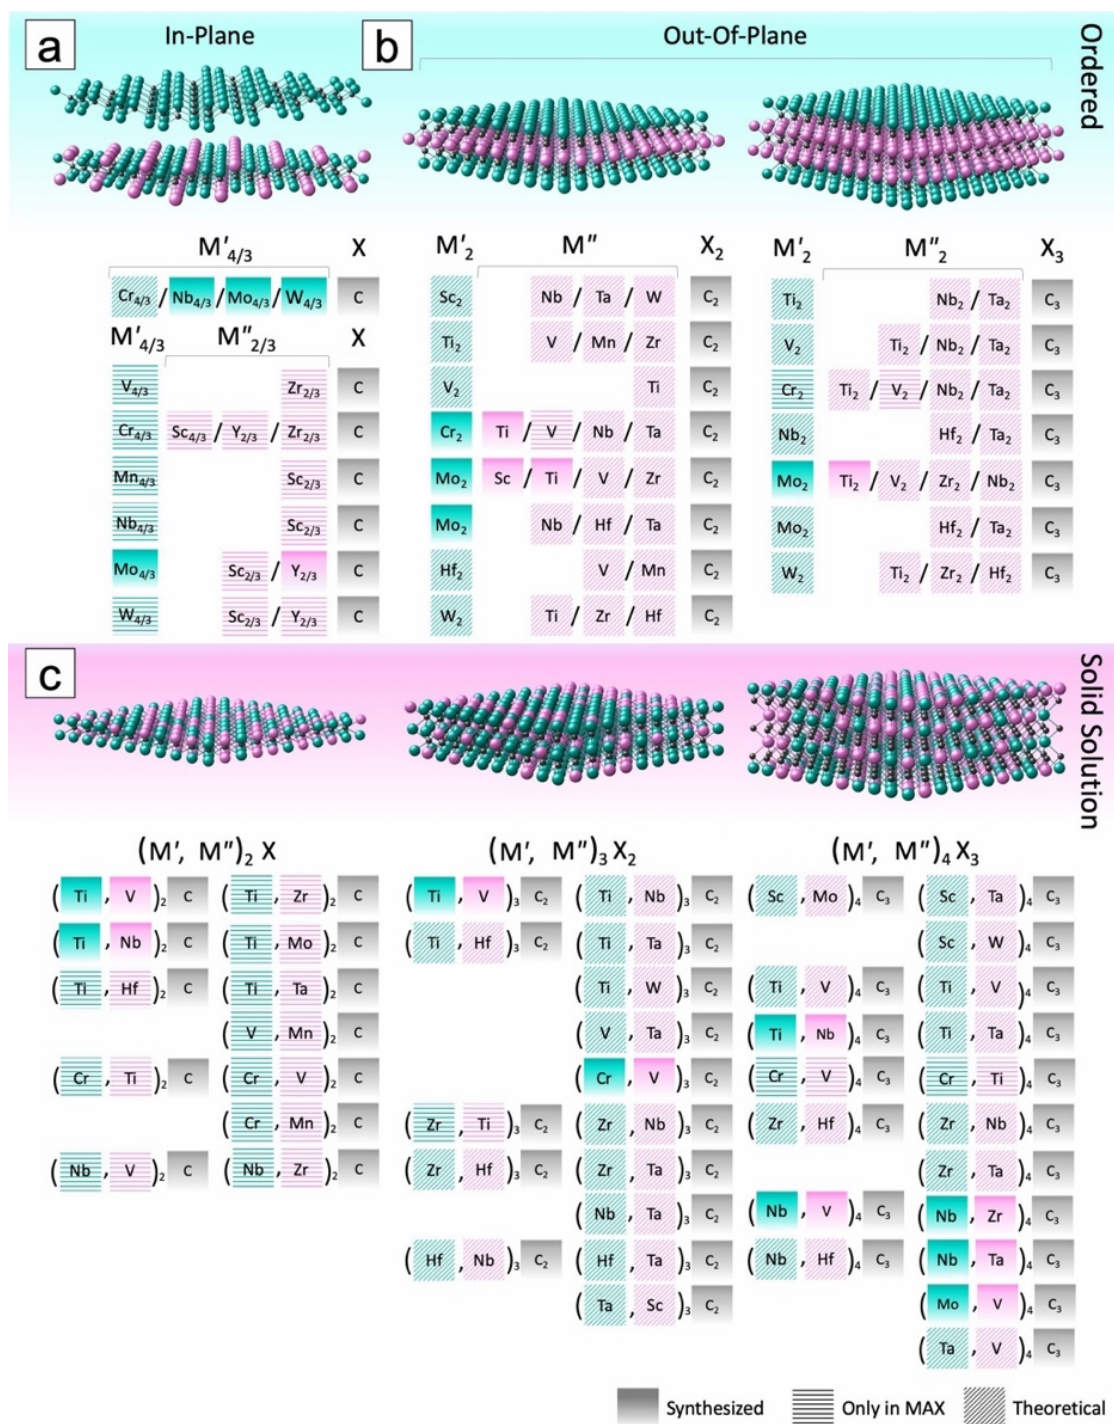 a In-Plane b Out-Of-Plane Ordered
M′4/3 X
Cr4/3 / Nb4/3 / Mo4/3 / W4/3 C
M′4/3 M″2/3 X
V4/3 Zr2/3 C
Cr4/3 Sc4/3 / Y2/3 / Zr2/3 C
Mn4/3 Sc2/3 C
Nb4/3 Sc2/3 C
Mo4/3 Sc2/3 / Y2/3 C
W4/3 Sc2/3 / Y2/3 C
M′2 M″ X2
Sc2 Nb / Ta / W C2
Ti2 V / Mn / Zr C2
V2 Ti C2
Cr2 Ti / V / Nb / Ta C2
Mo2 Sc / Ti / V / Zr C2
Mo2 Nb / Hf / Ta C2
Hf2 V / Mn C2
W2 Ti / Zr / Hf C2
M′2 M″2 X3
Ti2 Nb2 / Ta2 C3
V2 Ti2 / Nb2 / Ta2 C3
Cr2 Ti2 / V2 / Nb2 / Ta2 C3
Nb2 Hf2 / Ta2 C3
Mo2 Ti2 / V2 / Zr2 / Nb2 C3
Mo2 Hf2 / Ta2 C3
W2 Ti2 / Zr2 / Hf2 C3
c Solid Solution
(M′, M″)2 X
(Ti, V)2 C (Ti, Zr)2 C
(Ti, Nb)2 C (Ti, Mo)2 C
(Ti, Hf)2 C (Ti, Ta)2 C
(V, Mn)2 C
(Cr, Ti)2 C (Cr, V)2 C
(Cr, Mn)2 C
(Nb, V)2 C (Nb, Zr)2 C
(M′, M″)3 X2
(Ti, V)3 C2 (Ti, Nb)3 C2
(Ti, Hf)3 C2 (Ti, Ta)3 C2
(Ti, W)3 C2
(V, Ta)3 C2
(Cr, V)3 C2
(Zr, Ti)3 C2 (Zr, Nb)3 C2
(Zr, Hf)3 C2 (Zr, Ta)3 C2
(Nb, Ta)3 C2
(Hf, Nb)3 C2 (Hf, Ta)3 C2
(Ta, Sc)3 C2
(M′, M″)4 X3
(Sc, Mo)4 C3 (Sc, Ta)4 C3
(Sc, W)4 C3
(Ti, V)4 C3 (Ti, V)4 C3
(Ti, Nb)4 C3 (Ti, Ta)4 C3
(Cr, V)4 C3 (Cr, Ti)4 C3
(Zr, Hf)4 C3 (Zr, Nb)4 C3
(Zr, Ta)4 C3
(Nb, V)4 C3 (Nb, Zr)4 C3
(Nb, Hf)4 C3 (Nb, Ta)4 C3
(Mo, V)4 C3
(Ta, V)4 C3
Synthesized Only in MAX Theoretical